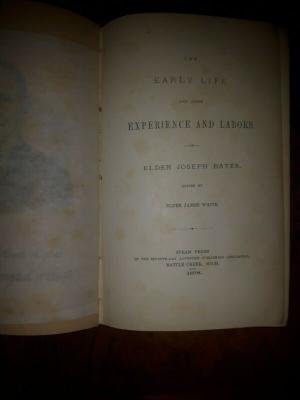 THE
EARLY LIFE
AND LATER
EXPERIENCE AND LABORS
OF
ELDER JOSEPH BATES,
EDITED BY
ELDER JAMES WHITE.
STEAM PRESS
OF THE SEVENTH-DAY ADVENTIST PUBLISHING ASSOCIATION,
BATTLE CREEK, MICH.
1878.